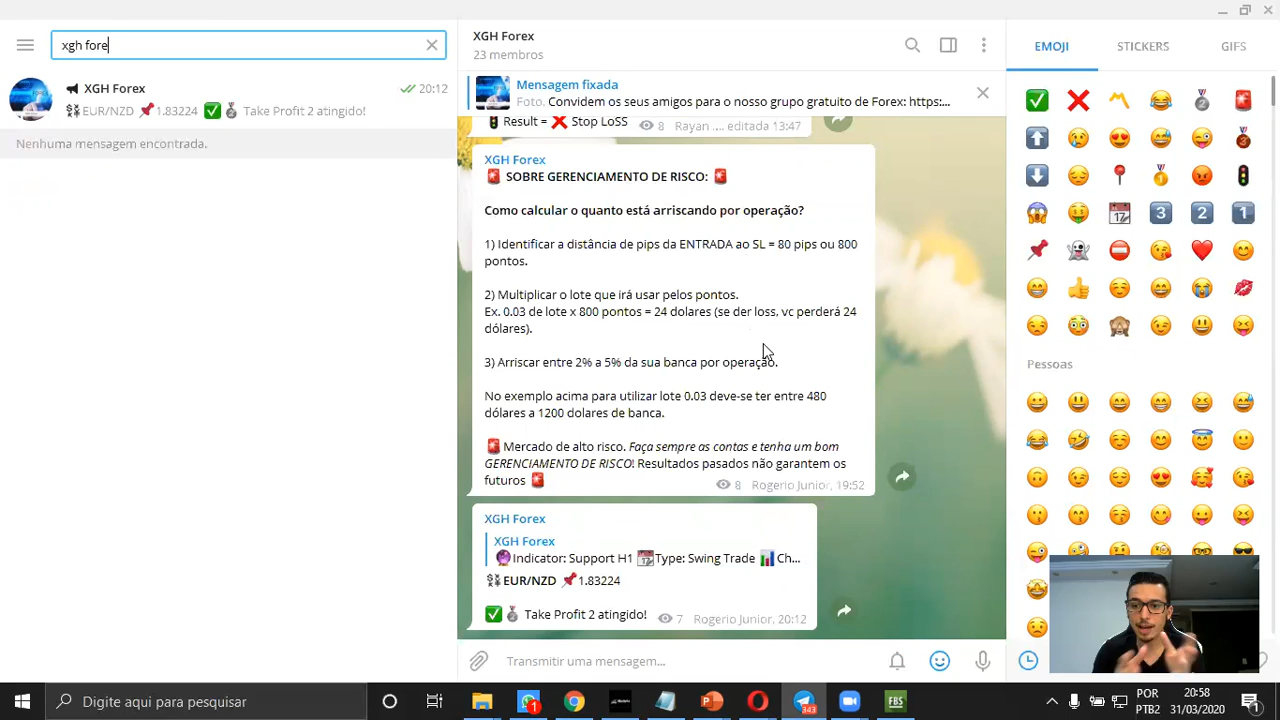 xgh fore
XGH Forex
20:12
EUR/NZD 1.83224 Take Profit 2 atingido!
Nenhuma mensagem encontrada.
XGH Forex
23 membros
Mensagem fixada
Foto, Convidem os seus amigos para o nosso grupo gratuito de Forex: https:...
Result = ❌ Stop LoSS 8 Rayan .... editada 13:47
XGH Forex
🚨 SOBRE GERENCIAMENTO DE RISCO: 🚨
Como calcular o quanto está arriscando por operação?
1) Identificar a distância de pips da ENTRADA ao SL = 80 pips ou 800
pontos.
2) Multiplicar o lote que irá usar pelos pontos.
Ex. 0.03 de lote x 800 pontos = 24 dolares (se der loss, vc perderá 24
dólares).
3) Arriscar entre 2% a 5% da sua banca por operação.
No exemplo acima para utilizar lote 0.03 deve-se ter entre 480
dólares a 1200 dolares de banca.
🚨 Mercado de alto risco. Faça sempre as contas e tenha um bom
GERENCIAMENTO DE RISCO! Resultados pasados não garantem os
futuros 🚨
8 Rogerio Junior, 19:52
XGH Forex
XGH Forex
🔮Indicator: Support H1 📆Type: Swing Trade 📊Ch...
EUR/NZD 📌1.83224
✅🥈 Take Profit 2 atingido! 7 Rogerio Junior, 20:12
Transmitir uma mensagem...
EMOJI STICKERS GIFS
Pessoas
Digite aqui para pesquisar
1
343
FBS
POR
PTB2
20:58
31/03/2020
1